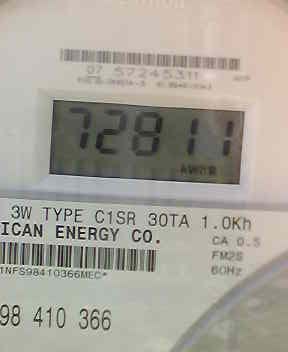 07 57245311
72811
3W TYPE C1SR 30TA 1.0Kh
ICAN ENERGY CO.
CA 0.5
FM2S
60Hz
1NFS98410366MEC*
98 410 366